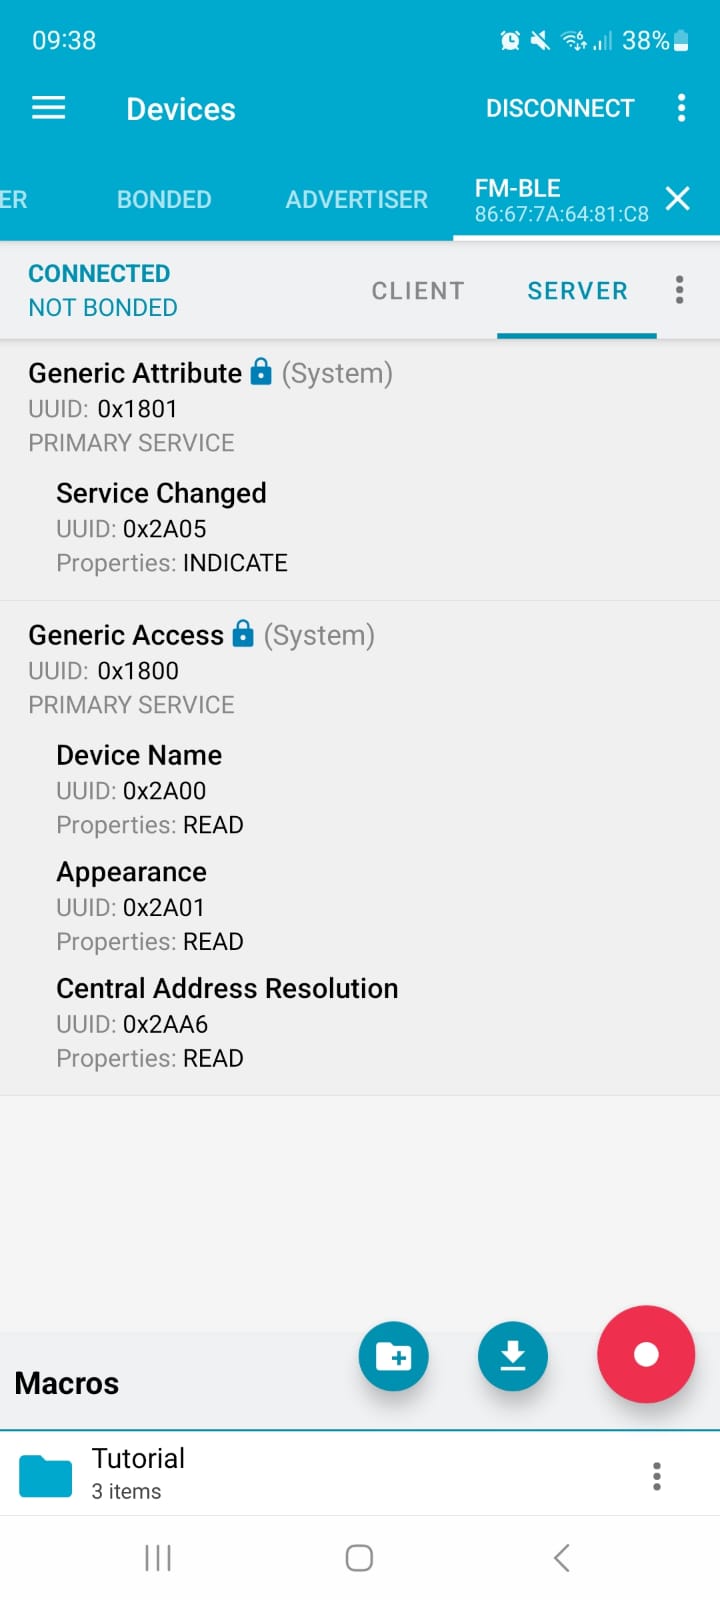 09:38
38%
Devices
DISCONNECT
ER
BONDED
ADVERTISER
FM-BLE
86:67:7A:64:81:C8
CONNECTED
NOT BONDED
CLIENT
SERVER
Generic Attribute (System)
UUID: 0x1801
PRIMARY SERVICE
Service Changed
UUID: 0x2A05
Properties: INDICATE
Generic Access (System)
UUID: 0x1800
PRIMARY SERVICE
Device Name
UUID: 0x2A00
Properties: READ
Appearance
UUID: 0x2A01
Properties: READ
Central Address Resolution
UUID: 0x2AA6
Properties: READ
Macros
Tutorial
3 items